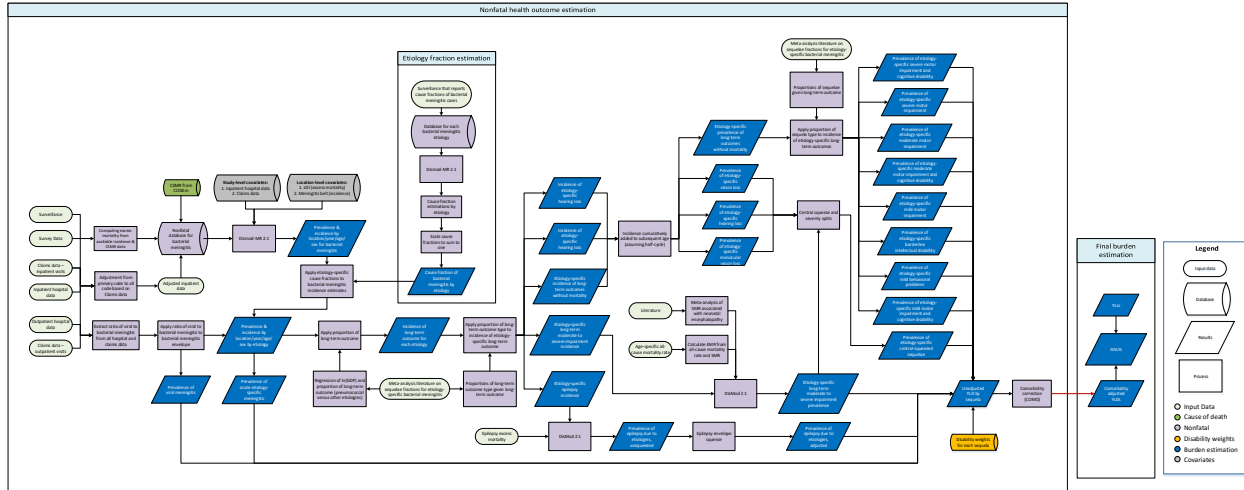 Nonfatal health outcome estimation
Meta-analysis literature on
sequelae fractions for etiology-
specific bacterial meningitis
Prevalence of etiology-
specific severe motor
impairment and
cognitive disability
Etiology fraction estimation
Surveillance that reports
cause fractions of bacterial
meningitis cases
Proportions of sequelae
given long-term outcome
Prevalence of
etiology-specific
severe motor
impairment
Database for each
bacterial meningitis
etiology
Etiology-specific
prevalence of
long-term
outcomes
without mortality
Apply proportion of
sequela type to incidence
of etiology-specific long-
term outcomes
Prevalence of
etiology-specific
moderate motor
impairment
Dismod-MR 2.1
Prevalence of
etiology-specific
vision loss
Prevalence of etiology-
specific moderate
motor impairment and
cognitive disability
CSMR from
CODEm
Study-level covariates:
1. Inpatient hospital data
2. Claims data
Location-level covariates:
1. LDI (excess mortality)
2. Meningitis belt (incidence)
Cause fraction
estimations by
etiology
Incidence of
etiology-specific
hearing loss
Prevalence of
etiology-specific
mild motor
impairment
Surveillance
Survey Data
Computing excess
mortality from
available incidence &
CSMR data
Nonfatal
database for
bacterial
meningitis
Dismod-MR 2.1
Prevalence &
incidence by
location/year/age/
sex for bacterial
meningitis
Scale cause
fractions to sum to one
Incidence of
etiology-specific
hearing loss
Incidence cumulatively
added to subsequent age
(assuming half-cycle)
Prevalence of
etiology-specific
hearing loss
Central squeeze and
severity splits
Prevalence of
etiology-specific
borderline
intellectual disability
Claims data –
inpatient visits
Inpatient hospital
data
Adjustment from
primary code to all
code based on
Claims data
Adjusted inpatient
data
Apply etiology-specific
cause fractions to
bacterial meningitis
incidence estimates
Cause fraction of
bacterial
meningitis by
etiology
Etiology-specific
incidence of long-
term outcomes
without mortality
Prevalence of
etiology-specific
monocular
vision loss
Prevalence of
etiology-specific
mild behavioral
problems
Final burden
estimation
Legend
Input data
Database
Results
Process
Input Data
Cause of death
Nonfatal
Disability weights
Burden estimation
Covariates
Literature
Meta-analysis of
SMR associated
with neonatal
encephalopathy
Prevalence of etiology-
specific mild motor
impairment and
cognitive disability
YLLs
Outpatient hospital
data
Claims data –
outpatient visits
Extract ratio of viral to
bacterial meningitis
from all hospital and
claims data
Apply ratio of viral to
bacterial meningitis to
bacterial meningitis
envelope
Prevalence &
incidence by
location/year/age/
sex by etiology
Apply proportion of
long-term outcome
Incidence of
long-term
outcome for
each etiology
Apply proportion of long-
term outcome type to
incidence of etiology-specific
long-term outcome
Etiology-specific
long-term
moderate to
severe impairment
incidence
Age-specific all-
cause mortality rate
Calculate EMR from
all-cause mortality
rate and SMR
Prevalence of
etiology-specific
central-squeezed
sequelae
DALYs
Prevalence of
viral meningitis
Prevalence of
acute etiology-
specific
meningitis
Regression of ln(GDP) and
proportion of long-term
outcome (pneumococcal
versus other etiologies)
Meta-analysis literature on
sequelae fractions for etiology-
specific bacterial meningitis
Proportions of long-term
outcome type given long-term
outcome
Etiology-specific
epilepsy
incidence
DisMod 2.1
Etiology-specific
long-term
moderate to
severe impairment
prevalence
Unadjusted
YLD by
sequela
Comorbidity
correction
(COMO)
Comorbidity
adjusted
YLDs
Epilepsy excess
mortality
DisMod 2.1
Prevalence of
epilepsy due to
etiologies,
unsqueezed
Epilepsy envelope
squeeze
Prevalence of
epilepsy due to
etiologies,
adjusted
Disability weights
for each sequela